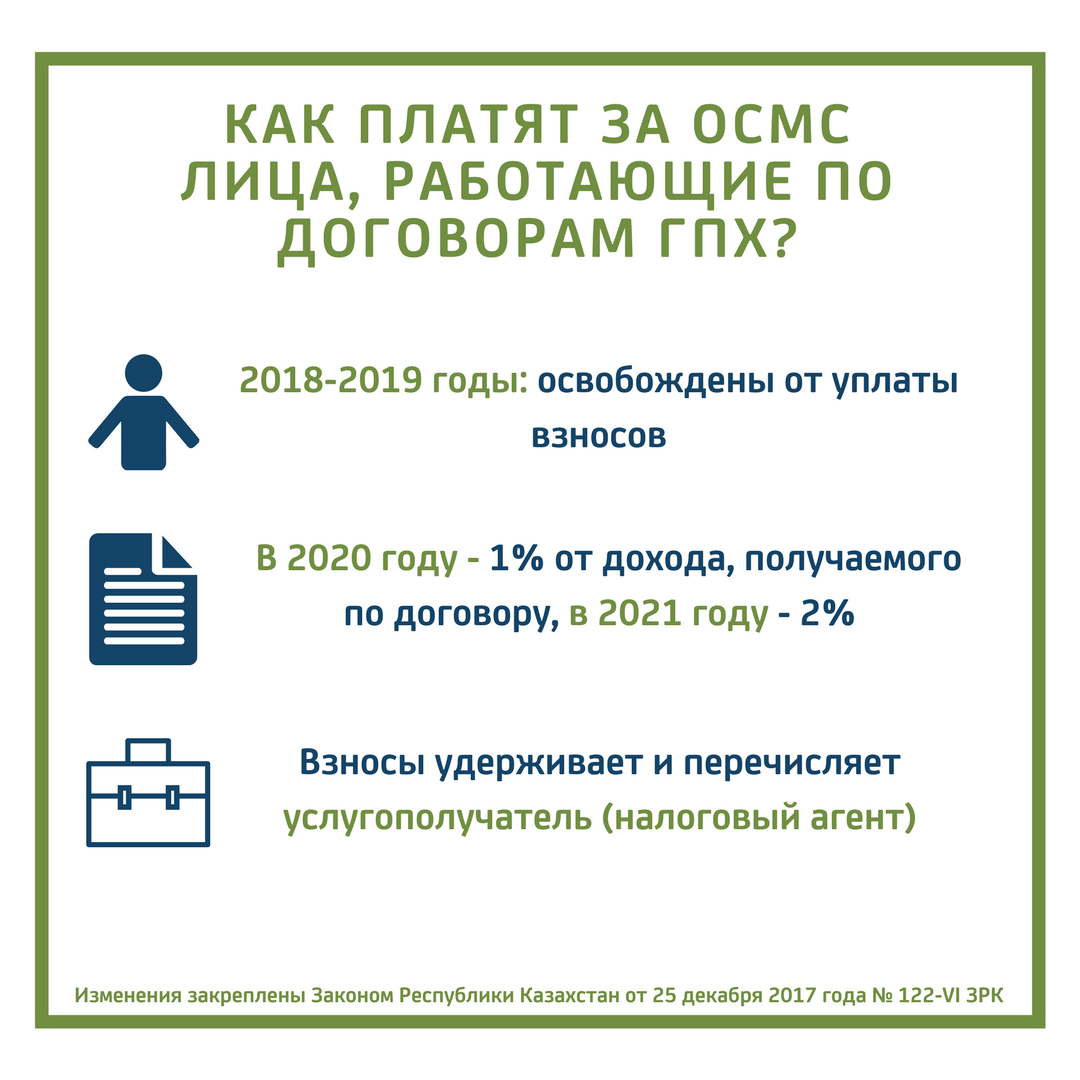 КАК ПЛАТЯТ ЗА ОСМС
ЛИЦА, РАБОТАЮЩИЕ ПО
ДОГОВОРАМ ГПХ?
2018-2019 годы: освобождены от уплаты
взносов
В 2020 году - 1% от дохода, получаемого
по договору, в 2021 году - 2%
Взносы удерживает и перечисляет
услугополучатель (налоговый агент)
Изменения закреплены Законом Республики Казахстан от 25 декабря 2017 года № 122-VI ЗРК